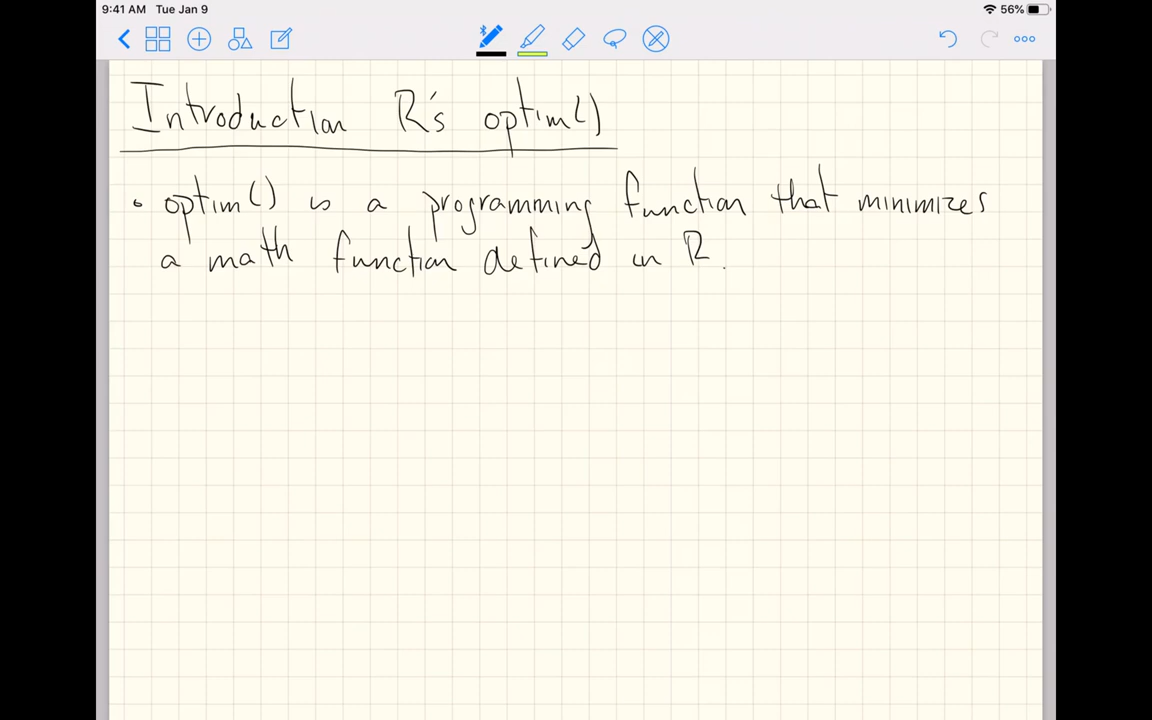 9:41 AM Tue Jan 9 56%
Introduction R's optim()
• optim() is a programming function that minimizes
a math function defined in R.